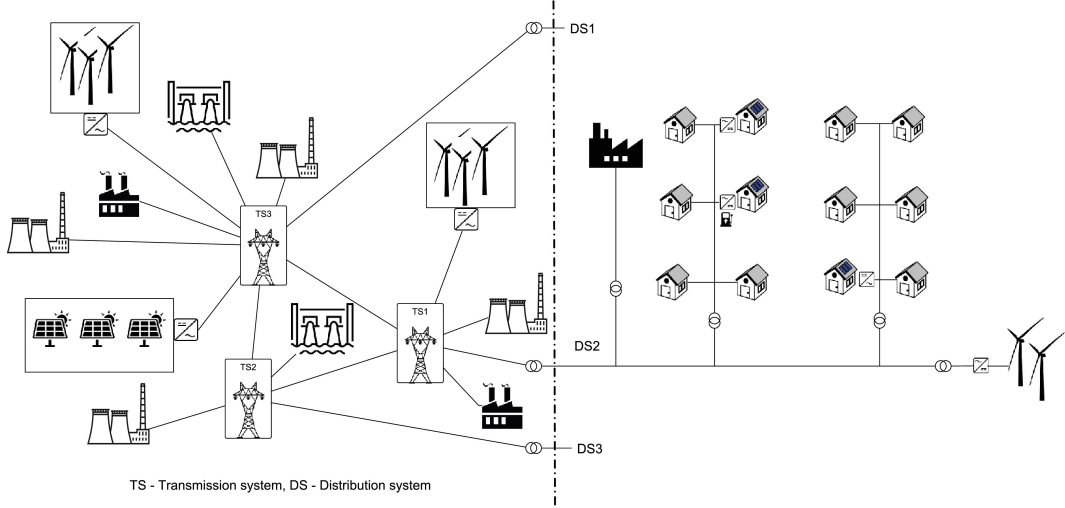 DS1
TS3
TS1
DS2
TS2
DS3
TS - Transmission system, DS - Distribution system